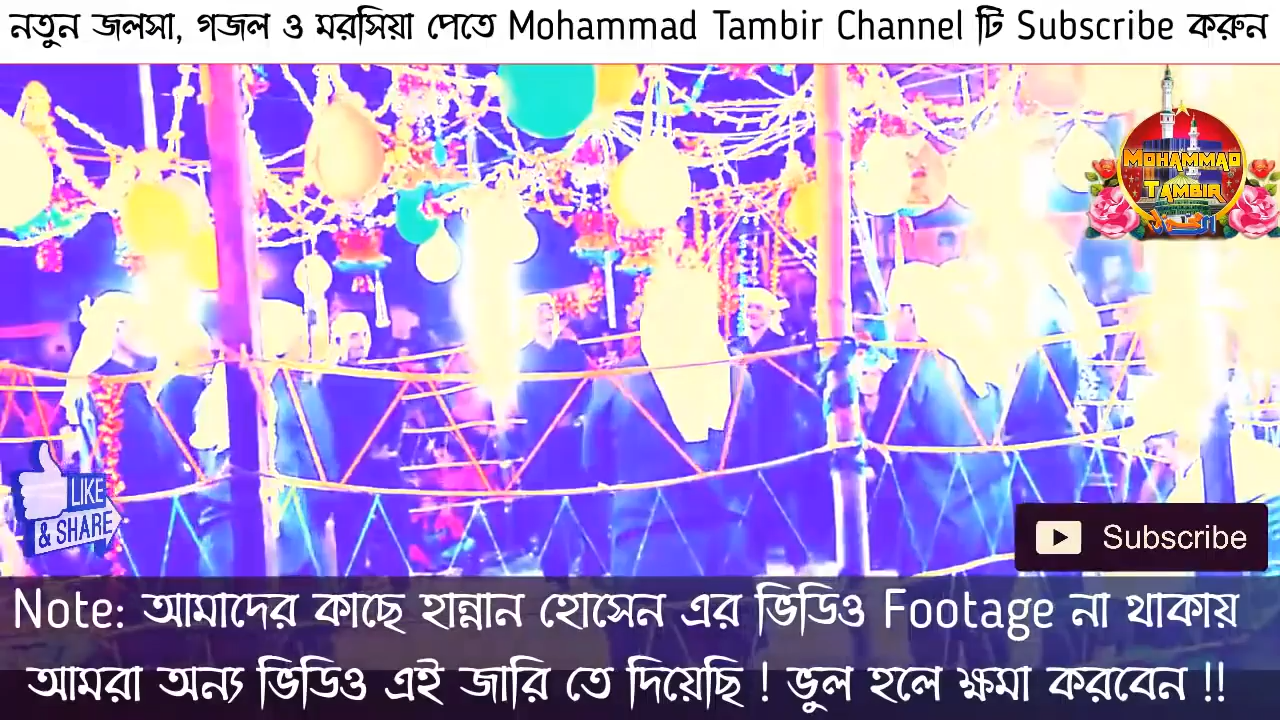 নতুন জলসা, গজল ও মরসিয়া পেতে Mohammad Tambir Channel টি Subscribe করুন
MOHAMMAD
TAMBIR
LIKE
& SHARE
Subscribe
Note: আমাদের কাছে হান্নান হোসেন এর ভিডিও Footage না থাকায়
আমরা অন্য ভিডিও এই জারি তে দিয়েছি ! ভুল হলে ক্ষমা করবেন !!